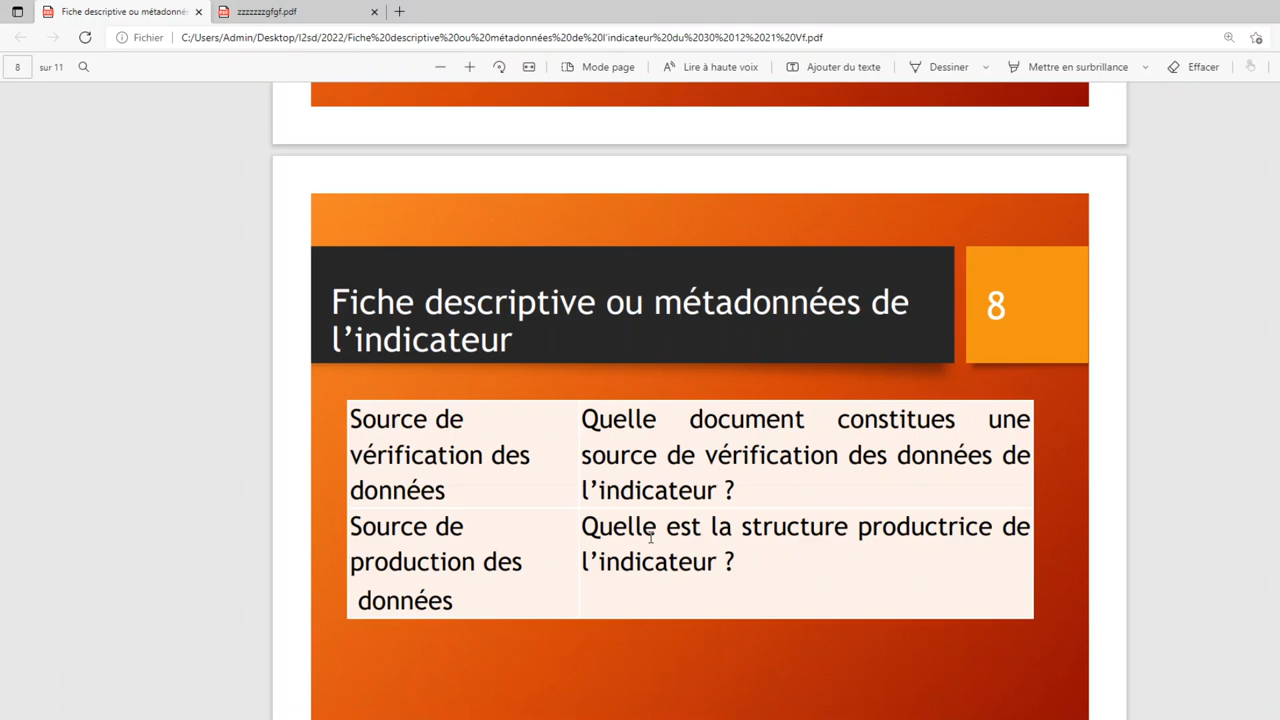 Fiche descriptive ou métadonné
zzzzzzzgfgf.pdf
Fichier
C:/Users/Admin/Desktop/I2sd/2022/Fiche%20descriptive%20ou%20métadonnées%20de%20l'indicateur%20du%2030%2012%2021%20Vf.pdf
8 sur 11
Mode page
Lire à haute voix
Ajouter du texte
Dessiner
Mettre en surbrillance
Effacer
Fiche descriptive ou métadonnées de
l’indicateur
8
Source de
vérification des
données
Quelle document constitues une
source de vérification des données de
l’indicateur ?
Source de
production des
données
Quelle est la structure productrice de
l’indicateur ?